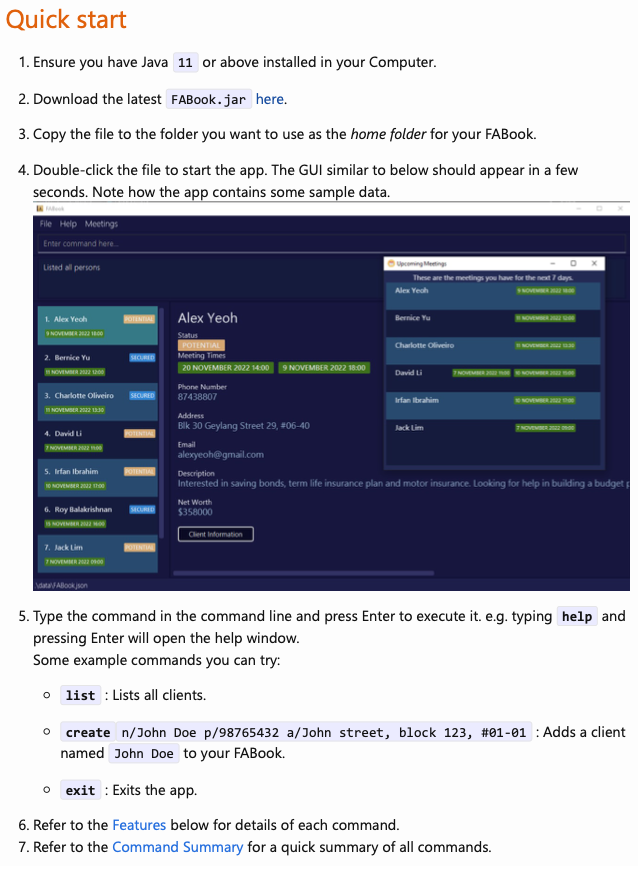 Quick start
1. Ensure you have Java 11 or above installed in your Computer.
2. Download the latest FABook.jar here.
3. Copy the file to the folder you want to use as the home folder for your FABook.
4. Double-click the file to start the app. The GUI similar to below should appear in a few
seconds. Note how the app contains some sample data.
FABook
File Help Meetings
Enter command here...
Listed all persons
1. Alex Yeoh POTENTIAL
9 NOVEMBER 2022 18:00
2. Bernice Yu SECURED
11 NOVEMBER 2022 12:00
3. Charlotte Oliveiro SECURED
11 NOVEMBER 2022 13:30
4. David Li POTENTIAL
7 NOVEMBER 2022 11:00
5. Irfan Ibrahim POTENTIAL
10 NOVEMBER 2022 17:00
6. Roy Balakrishnan SECURED
15 NOVEMBER 2022 16:00
7. Jack Lim POTENTIAL
7 NOVEMBER 2022 09:00
Alex Yeoh
Status
POTENTIAL
Meeting Times
20 NOVEMBER 2022 14:00 9 NOVEMBER 2022 18:00
Phone Number
87438807
Address
Blk 30 Geylang Street 29, #06-40
Email
alexyeoh@gmail.com
Description
Interested in saving bonds, term life insurance plan and motor insurance. Looking for help in building a budget p
Net Worth
$358000
Client Information
Upcoming Meetings
These are the meetings you have for the next 7 days.
Alex Yeoh 9 NOVEMBER 2022 18:00
Bernice Yu 11 NOVEMBER 2022 12:00
Charlotte Oliveiro 11 NOVEMBER 2022 13:30
David Li 7 NOVEMBER 2022 11:00 10 NOVEMBER 2022
Irfan Ibrahim 10 NOVEMBER 2022 17:00
Jack Lim 7 NOVEMBER 2022 09:00
.\data\FABook.json
5. Type the command in the command line and press Enter to execute it. e.g. typing help and
pressing Enter will open the help window.
Some example commands you can try:
list : Lists all clients.
create n/John Doe p/98765432 a/John street, block 123, #01-01 : Adds a client
named John Doe to your FABook.
exit : Exits the app.
6. Refer to the Features below for details of each command.
7. Refer to the Command Summary for a quick summary of all commands.